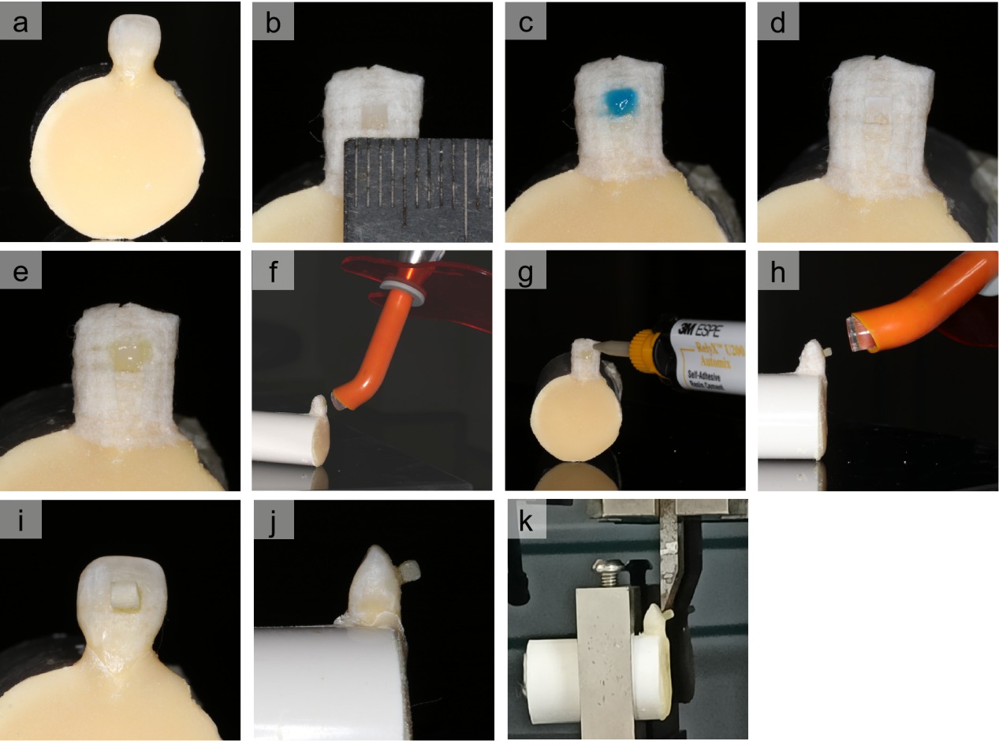 a
b
c
d
e
f
g
3M ESPE
RelyX™ U200
Automix
Self-Adhesive
Resin Cement
h
i
j
k